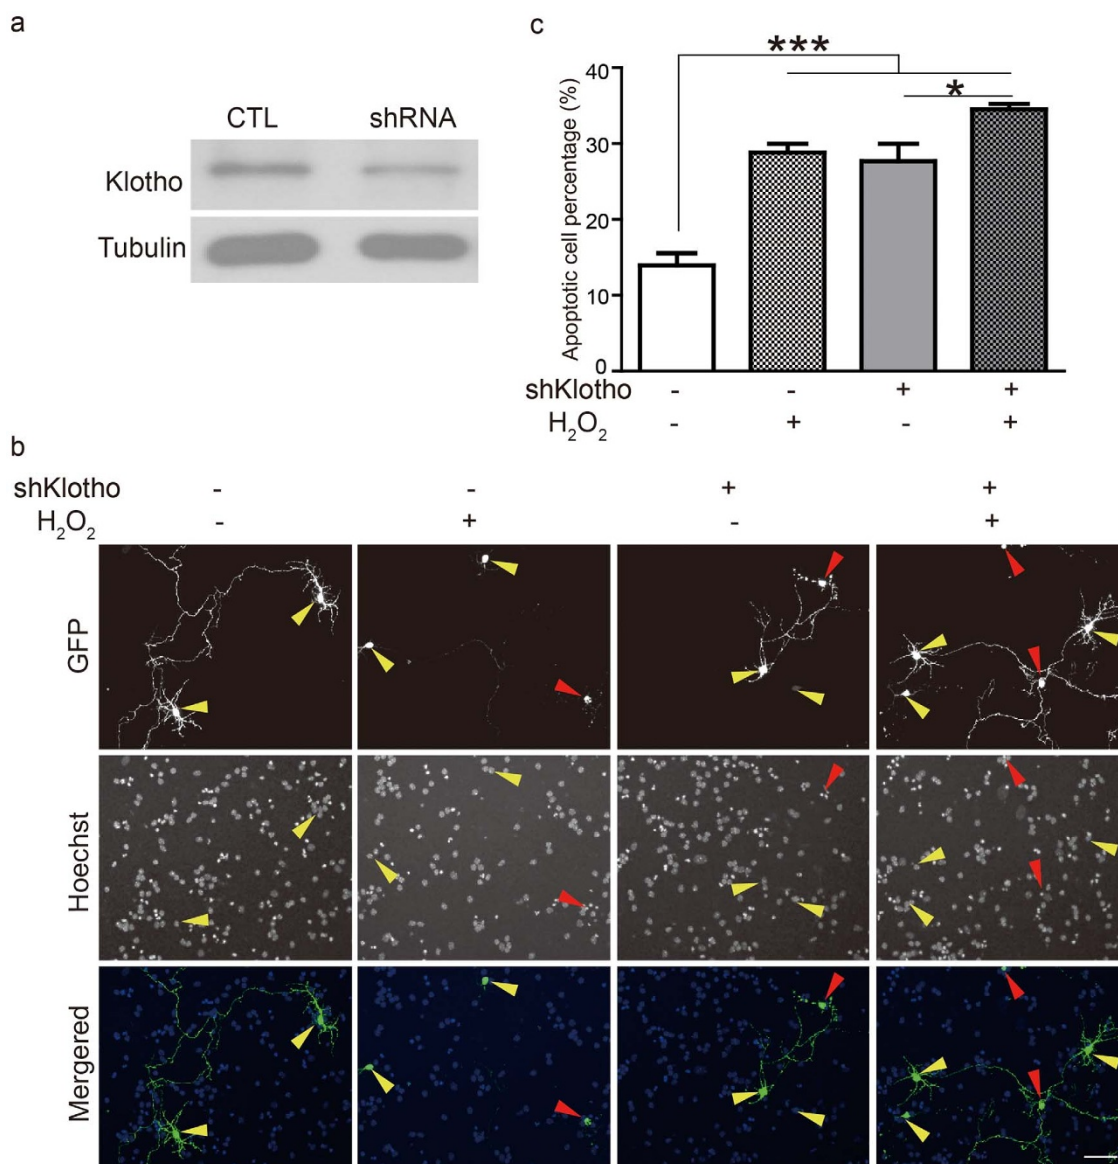 a
CTL shRNA
Klotho
Tubulin
c
***
*
Apoptotic cell percentage (%)
40
30
20
10
0
shKlotho - - + +
H₂O₂ - + - +
b
shKlotho - - + +
H₂O₂ - + - +
GFP
Hoechst
Mergered